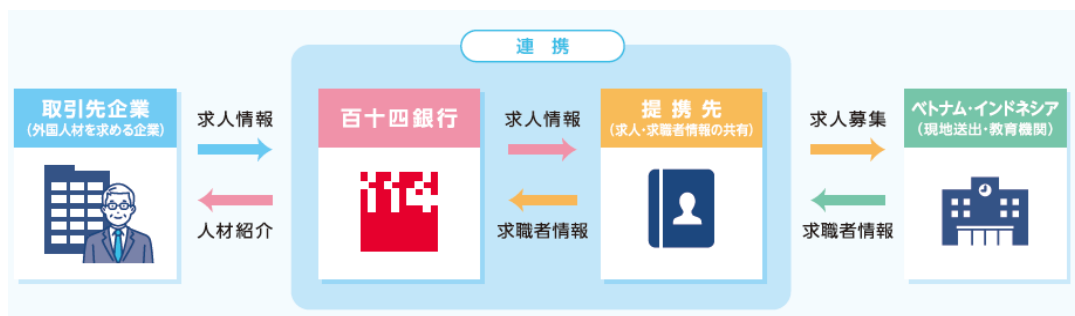 連携
取引先企業
(外国人材を求める企業)
求人情報
人材紹介
百十四銀行
114
求人情報
求職者情報
提携先
(求人・求職者情報の共有)
求人募集
求職者情報
ベトナム・インドネシア
(現地送出・教育機関)